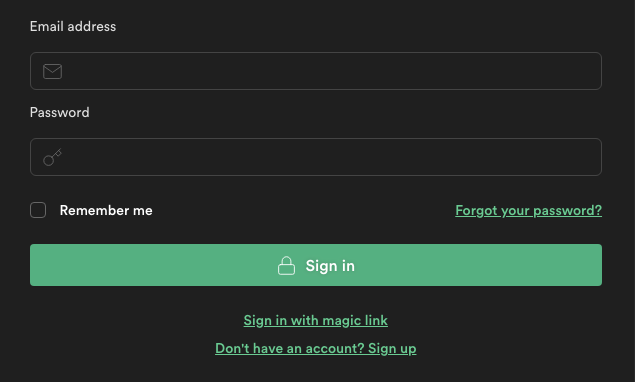 Email address
Password
Remember me
Forgot your password?
Sign in
Sign in with magic link
Don't have an account? Sign up